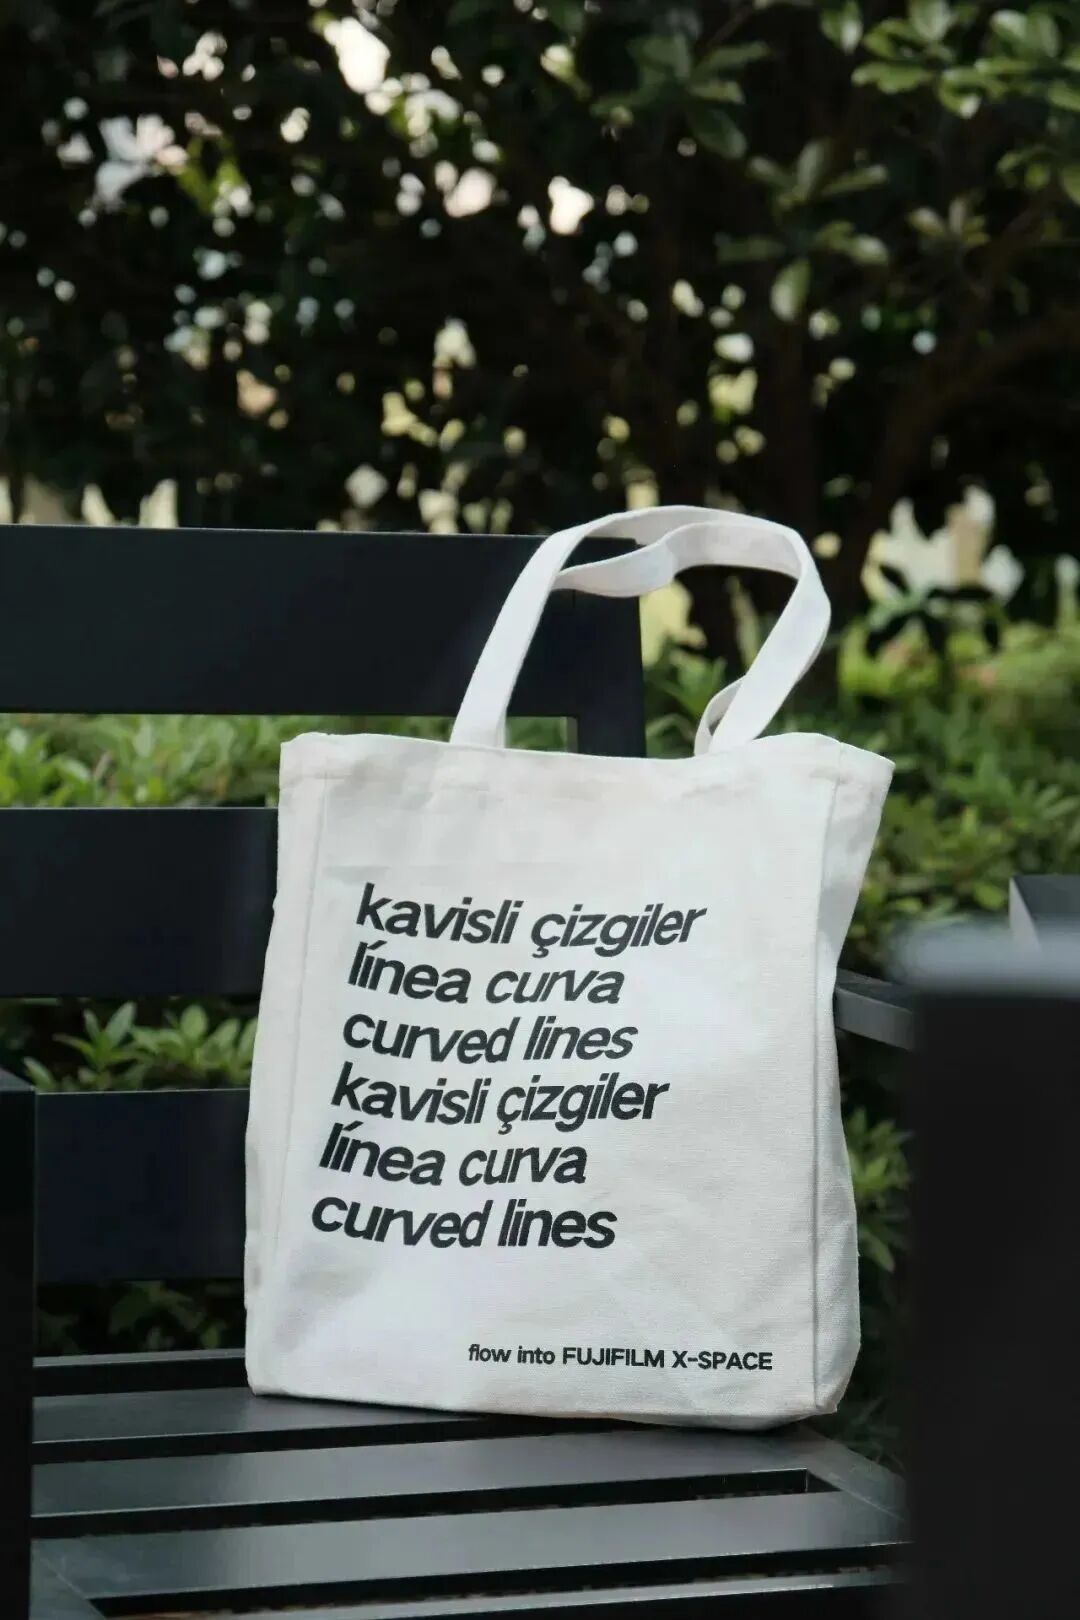 kavisli çizgiler
línea curva
curved lines
kavisli çizgiler
línea curva
curved lines
flow into FUJIFILM X-SPACE